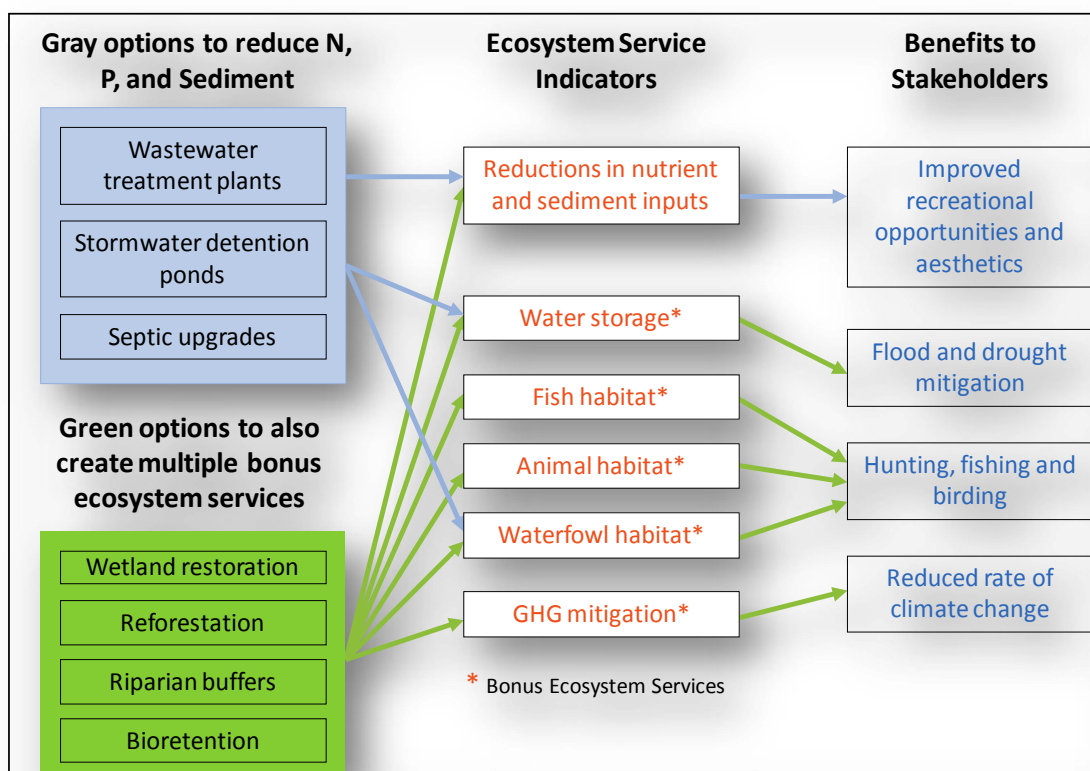 Gray options to reduce N,
P, and Sediment
Wastewater
treatment plants
Stormwater detention
ponds
Septic upgrades
Green options to also
create multiple bonus
ecosystem services
Wetland restoration
Reforestation
Riparian buffers
Bioretention
Ecosystem Service
Indicators
Reductions in nutrient
and sediment inputs
Water storage*
Fish habitat*
Animal habitat*
Waterfowl habitat*
GHG mitigation*
* Bonus Ecosystem Services
Benefits to
Stakeholders
Improved
recreational
opportunities and
aesthetics
Flood and drought
mitigation
Hunting, fishing and
birding
Reduced rate of
climate change